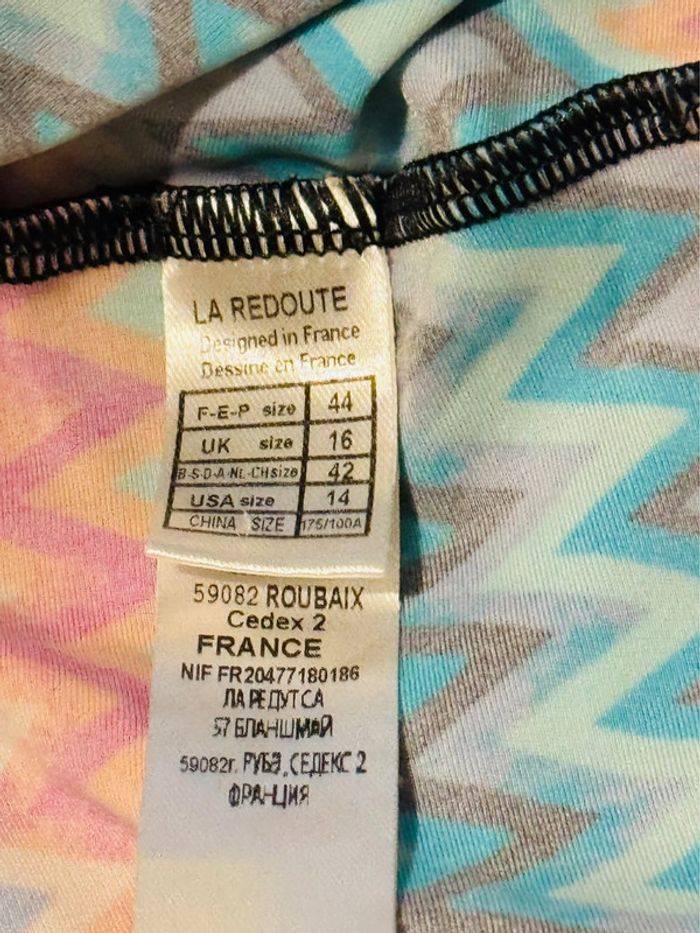 LA REDOUTE
Designed in France
Dessiné en France
F-E-P size 44
UK size 16
B-S-D-A-NL-CH size 42
USA size 14
CHINA SIZE 175/100A
59082 ROUBAIX
Cedex 2
FRANCE
NIF FR20477180186
ЛА РЕДУТ СА
57 БЛАНШМАЙ
59082г. РУБЭ, СЕДЕКС 2
ФРАНЦИЯ